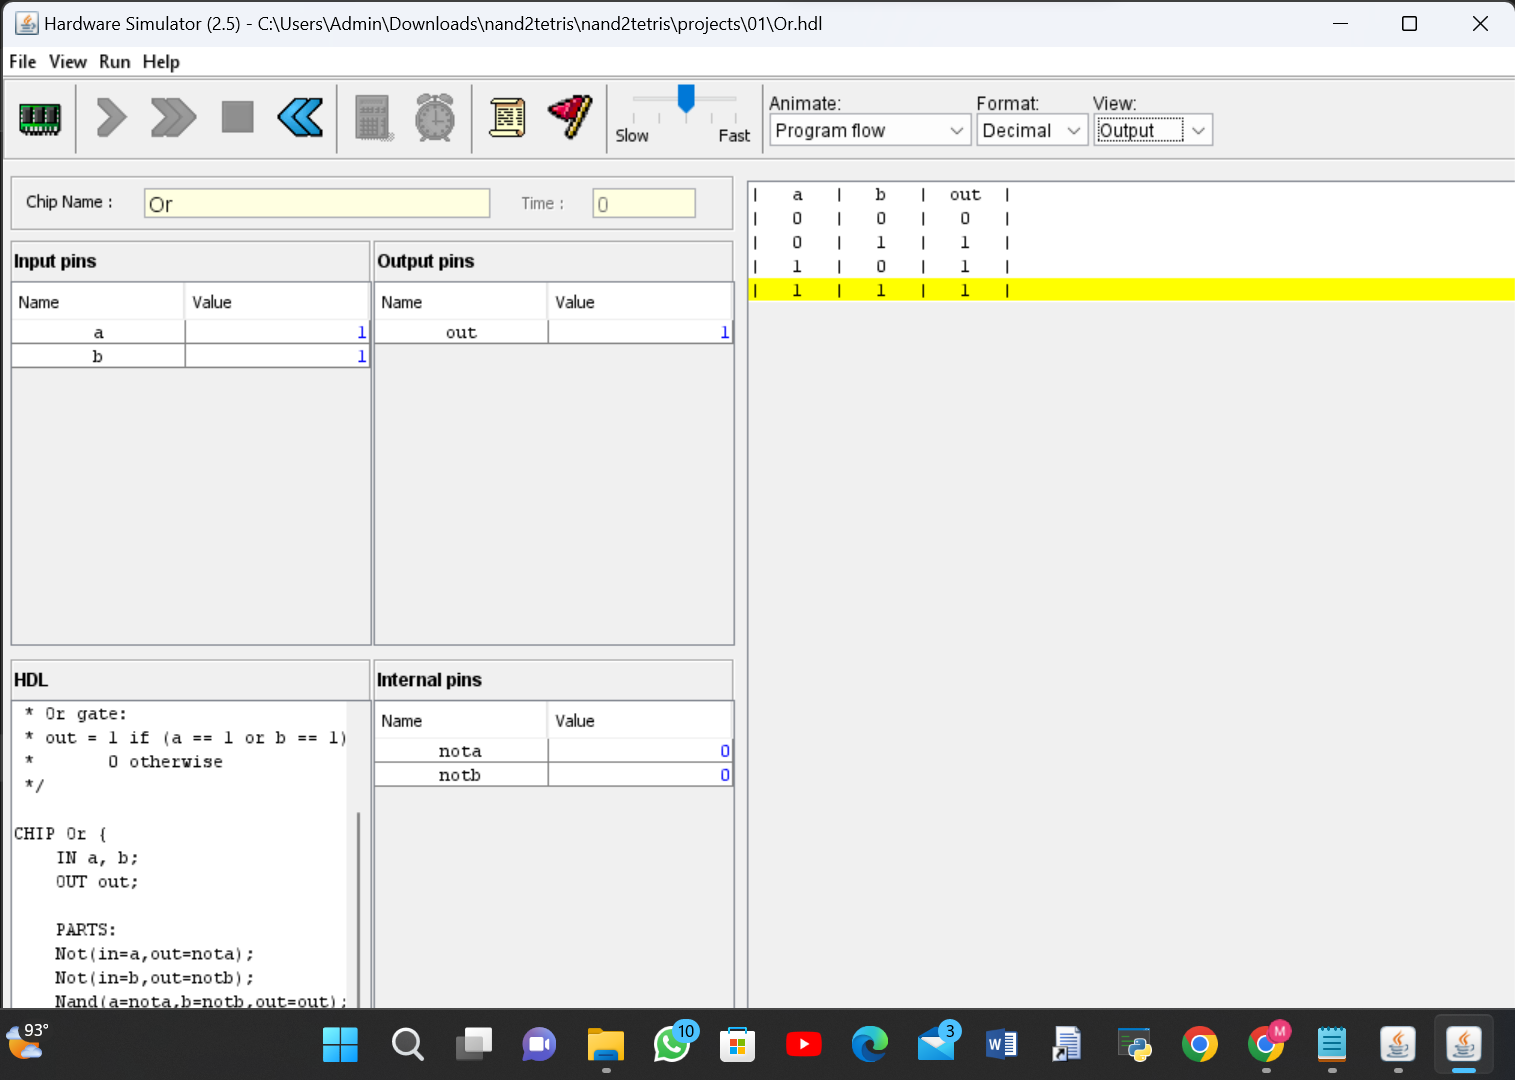 Hardware Simulator (2.5) - C:\Users\Admin\Downloads\nand2tetris\nand2tetris\projects\01\Or.hdl
File View Run Help
Slow Fast
Animate: Format: View:
Program flow Decimal Output
Chip Name : Or Time : 0
Input pins
Name Value
a 1
b 1
Output pins
Name Value
out 1
| a | b | out |
| 0 | 0 | 0 |
| 0 | 1 | 1 |
| 1 | 0 | 1 |
| 1 | 1 | 1 |
HDL
* Or gate:
* out = 1 if (a == 1 or b == 1)
* 0 otherwise
*/
CHIP Or {
IN a, b;
OUT out;
PARTS:
Not(in=a,out=nota);
Not(in=b,out=notb);
Nand(a=nota,b=notb,out=out);
Internal pins
Name Value
nota 0
notb 0
93°
10
3
W
M